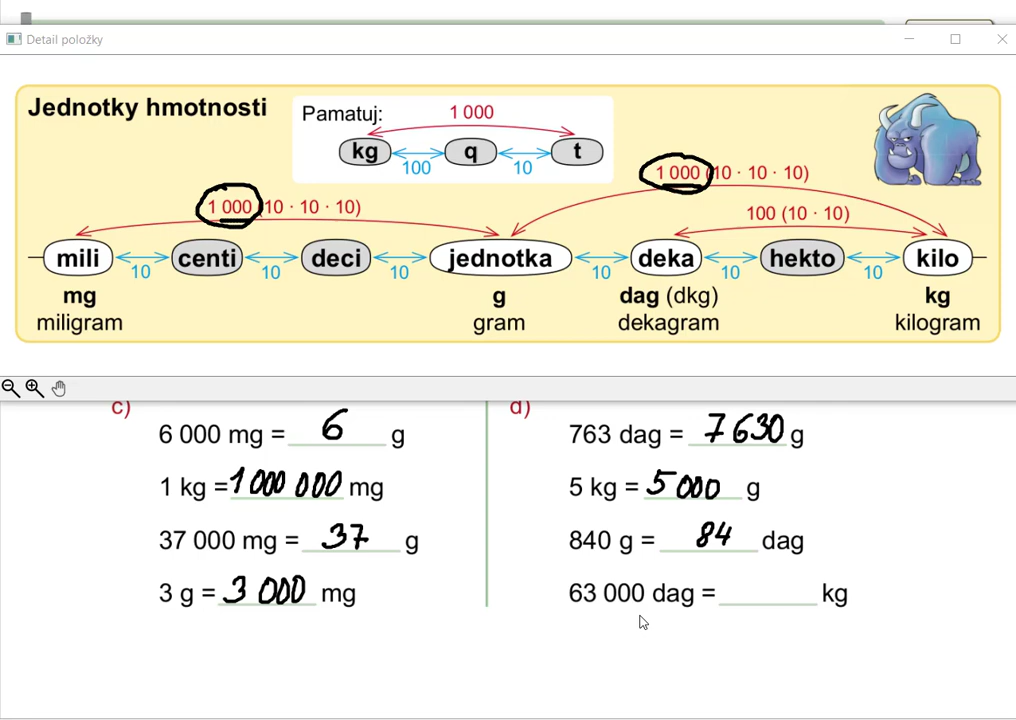 Detail položky
Jednotky hmotnosti
Pamatuj:
1 000
kg q t
100 10
1 000 (10 · 10 · 10)
1 000 (10 · 10 · 10)
100 (10 · 10)
mili centi deci jednotka deka hekto kilo
10 10 10 10 10 10
mg g dag (dkg) kg
miligram gram dekagram kilogram
c)
6 000 mg = 6 g
1 kg = 1 000 000 mg
37 000 mg = 37 g
3 g = 3 000 mg
d)
763 dag = 7 630 g
5 kg = 5 000 g
840 g = 84 dag
63 000 dag = ______ kg